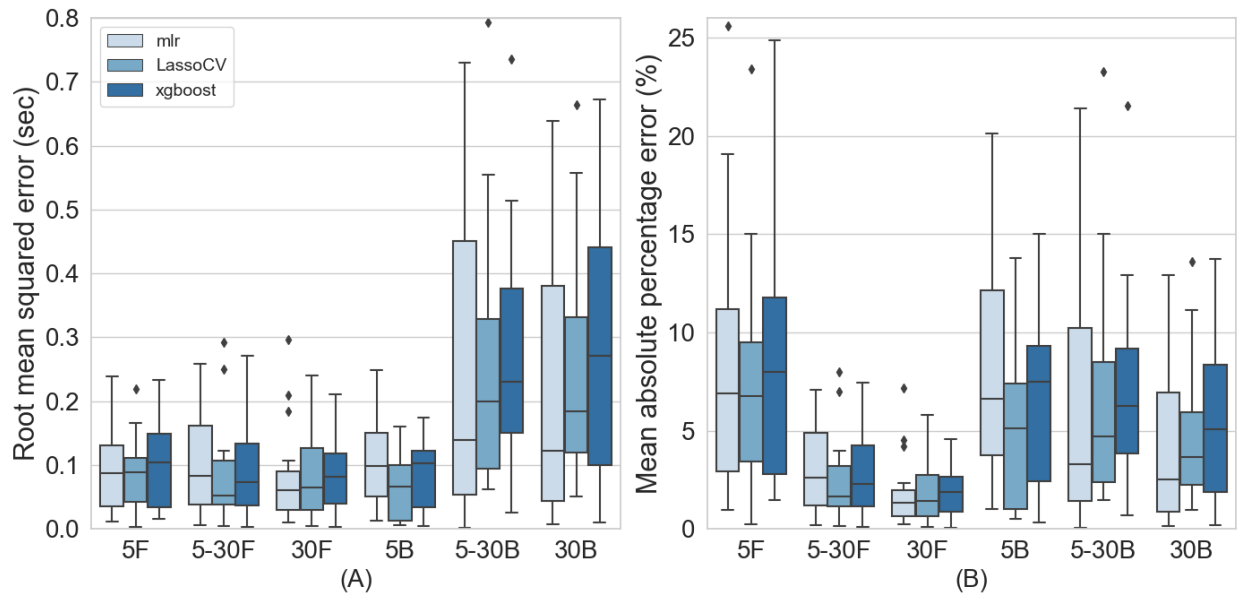 Root mean squared error (sec)
0.8
0.7
0.6
0.5
0.4
0.3
0.2
0.1
0.0
mlr
LassoCV
xgboost
5F 5-30F 30F 5B 5-30B 30B
(A)
Mean absolute percentage error (%)
25
20
15
10
5
0
5F 5-30F 30F 5B 5-30B 30B
(B)